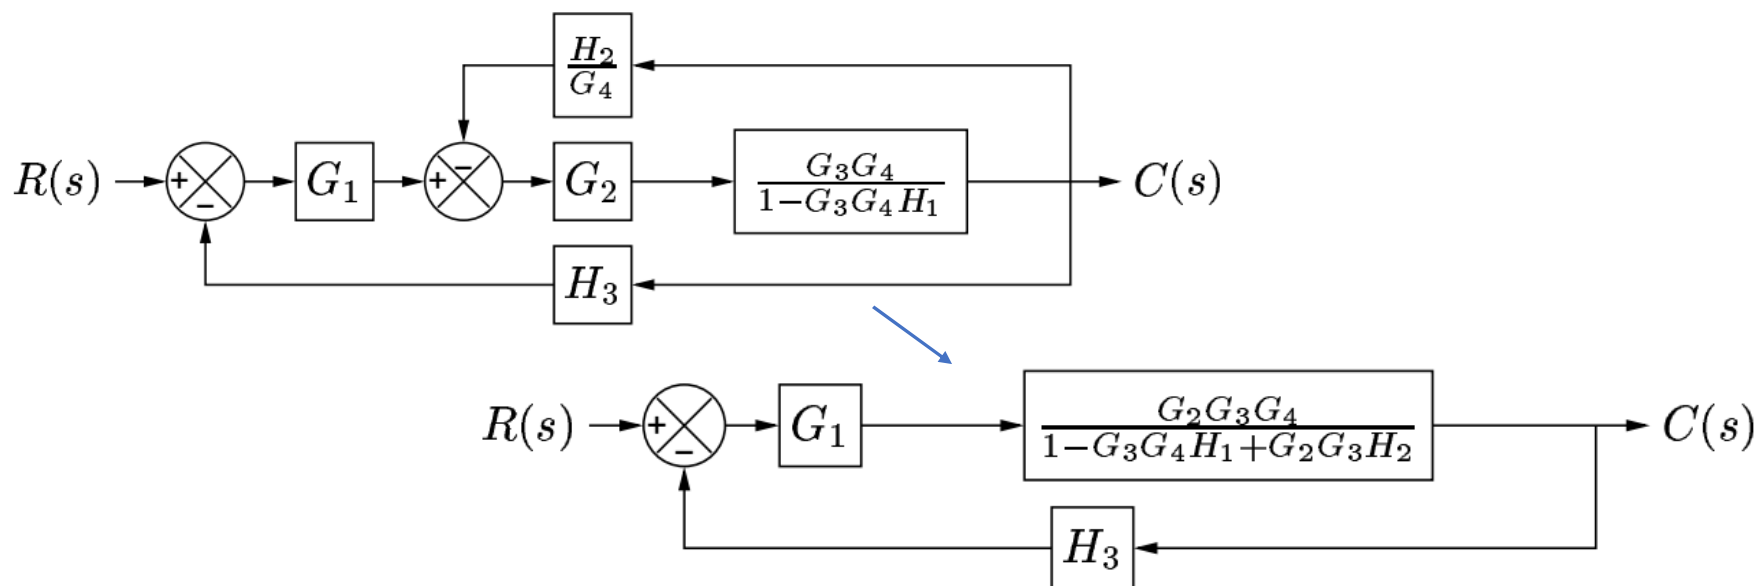 H₂/G₄
R(s) + − G₁ + − G₂ G₃G₄/1−G₃G₄H₁ C(s)
H₃
R(s) + − G₁ G₂G₃G₄/1−G₃G₄H₁+G₂G₃H₂ C(s)
H₃